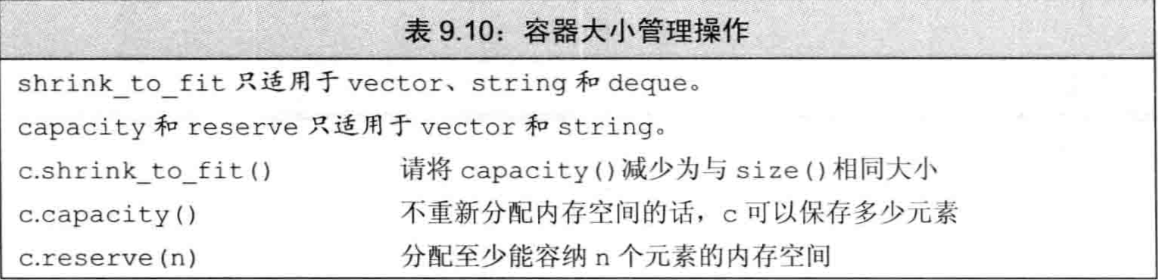 表 9.10：容器大小管理操作
shrink_to_fit 只适用于 vector、string 和 deque。
capacity 和 reserve 只适用于 vector 和 string。
c.shrink_to_fit() 请将 capacity()减少为与 size()相同大小
c.capacity() 不重新分配内存空间的话，c 可以保存多少元素
c.reserve(n) 分配至少能容纳 n 个元素的内存空间